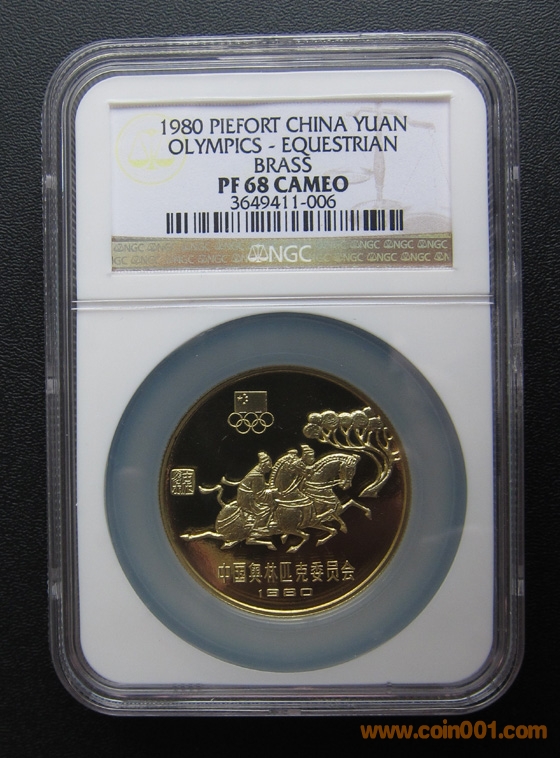 1980 PIEFORT CHINA YUAN
OLYMPICS - EQUESTRIAN
BRASS
PF 68 CAMEO
3649411-006
NGC
中国奥林匹克委员会
1980
www.coin001.com